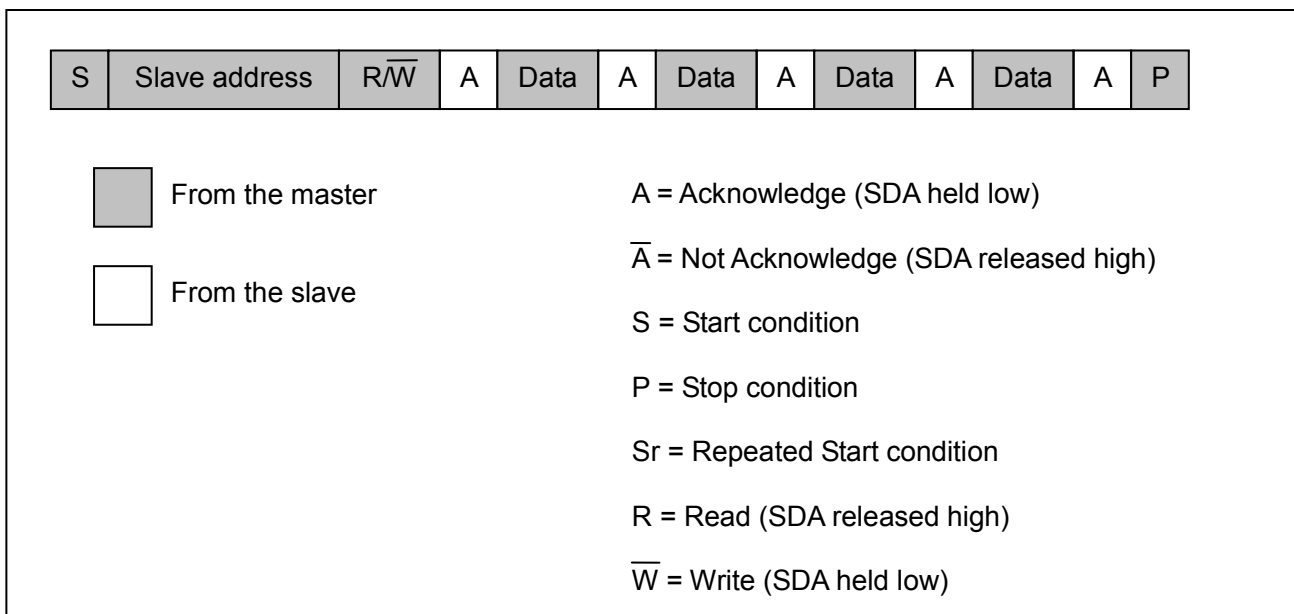 S Slave address R/W̅ A Data A Data A Data A Data A P
From the master
From the slave
A = Acknowledge (SDA held low)
A̅ = Not Acknowledge (SDA released high)
S = Start condition
P = Stop condition
Sr = Repeated Start condition
R = Read (SDA released high)
W̅ = Write (SDA held low)